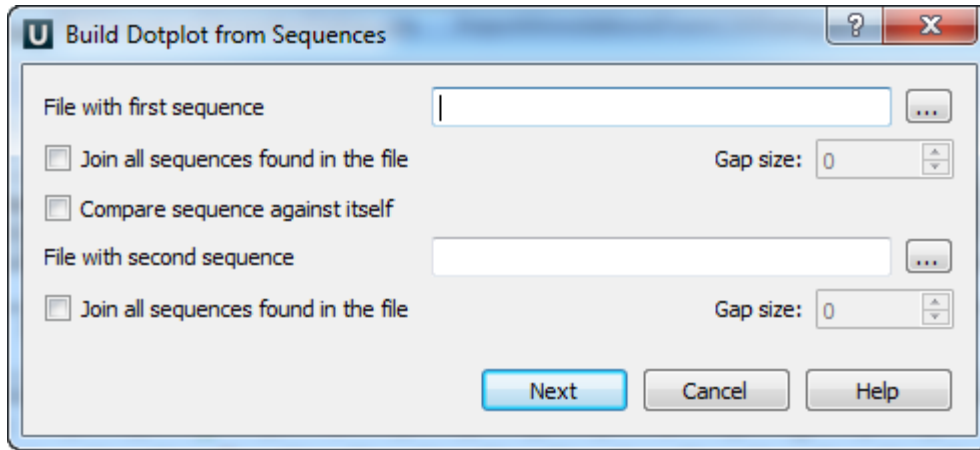 U Build Dotplot from Sequences ? X
File with first sequence ...
Join all sequences found in the file Gap size: 0
Compare sequence against itself
File with second sequence ...
Join all sequences found in the file Gap size: 0
Next Cancel Help